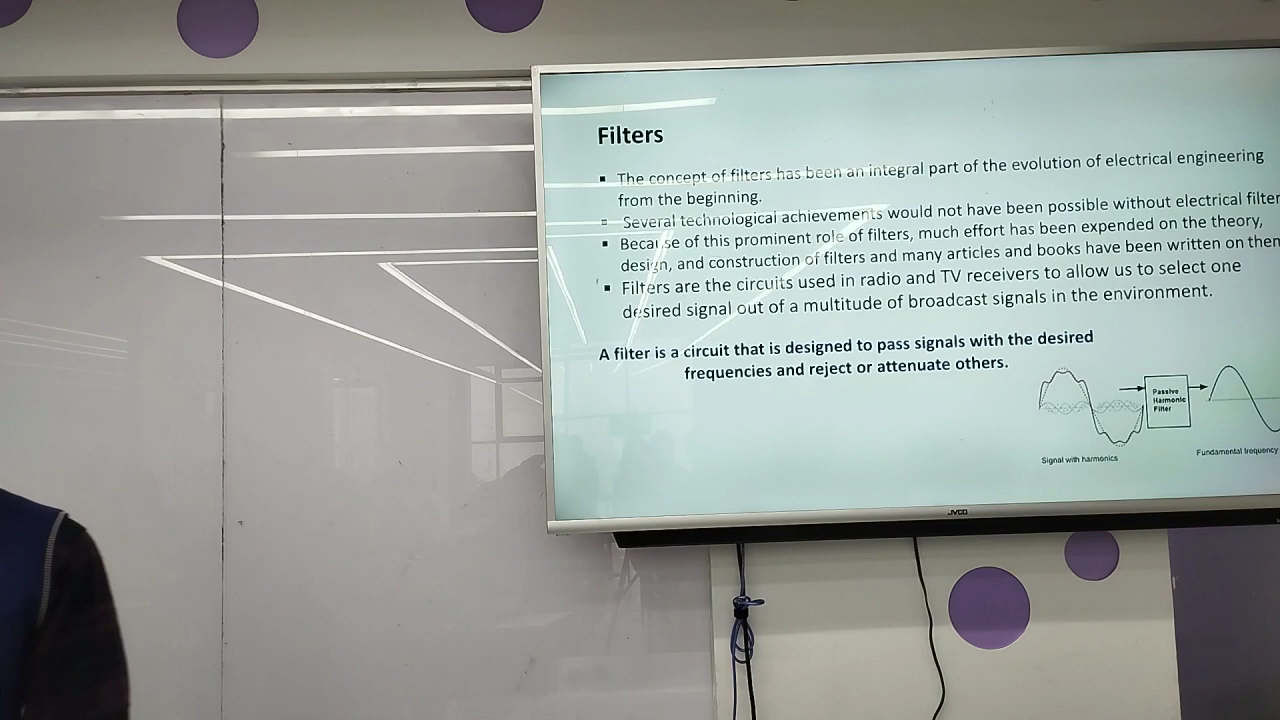 Filters
▪ The concept of filters has been an integral part of the evolution of electrical engineering
from the beginning.
▪ Several technological achievements would not have been possible without electrical filter
▪ Because of this prominent role of filters, much effort has been expended on the theory,
design, and construction of filters and many articles and books have been written on them
▪ Filters are the circuits used in radio and TV receivers to allow us to select one
desired signal out of a multitude of broadcast signals in the environment.
A filter is a circuit that is designed to pass signals with the desired
frequencies and reject or attenuate others.
Passive
Harmonic
Filter
Signal with harmonics
Fundamental frequency
JVCO